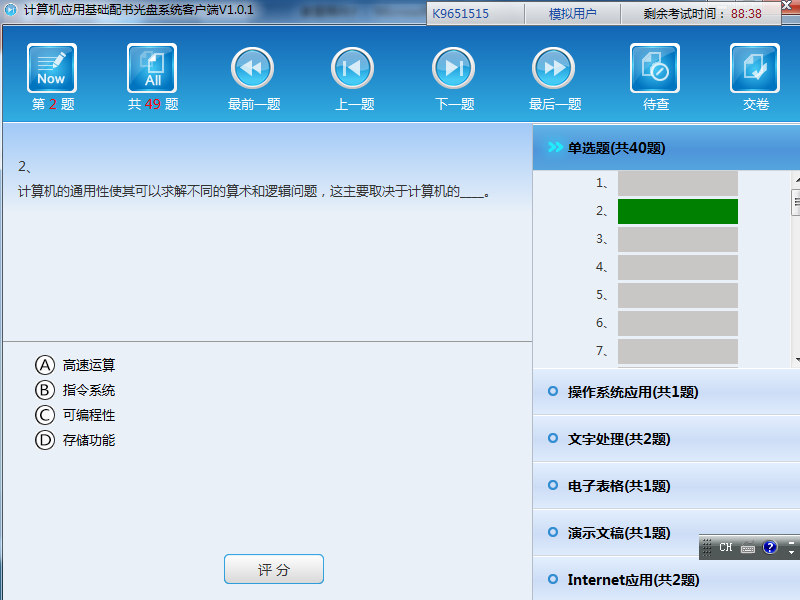 计算机应用基础配书光盘系统客户端V1.0.1
K9651515
模拟用户
剩余考试时间：88:38
Now
All
第 2 题
共 49 题
最前一题
上一题
下一题
最后一题
待查
交卷
2、
计算机的通用性使其可以求解不同的算术和逻辑问题，这主要取决于计算机的____。
A 高速运算
B 指令系统
C 可编程性
D 存储功能
评 分
单选题(共40题)
1、
2、
3、
4、
5、
6、
7、
操作系统应用(共1题)
文字处理(共2题)
电子表格(共1题)
演示文稿(共1题)
CH
Internet应用(共2题)